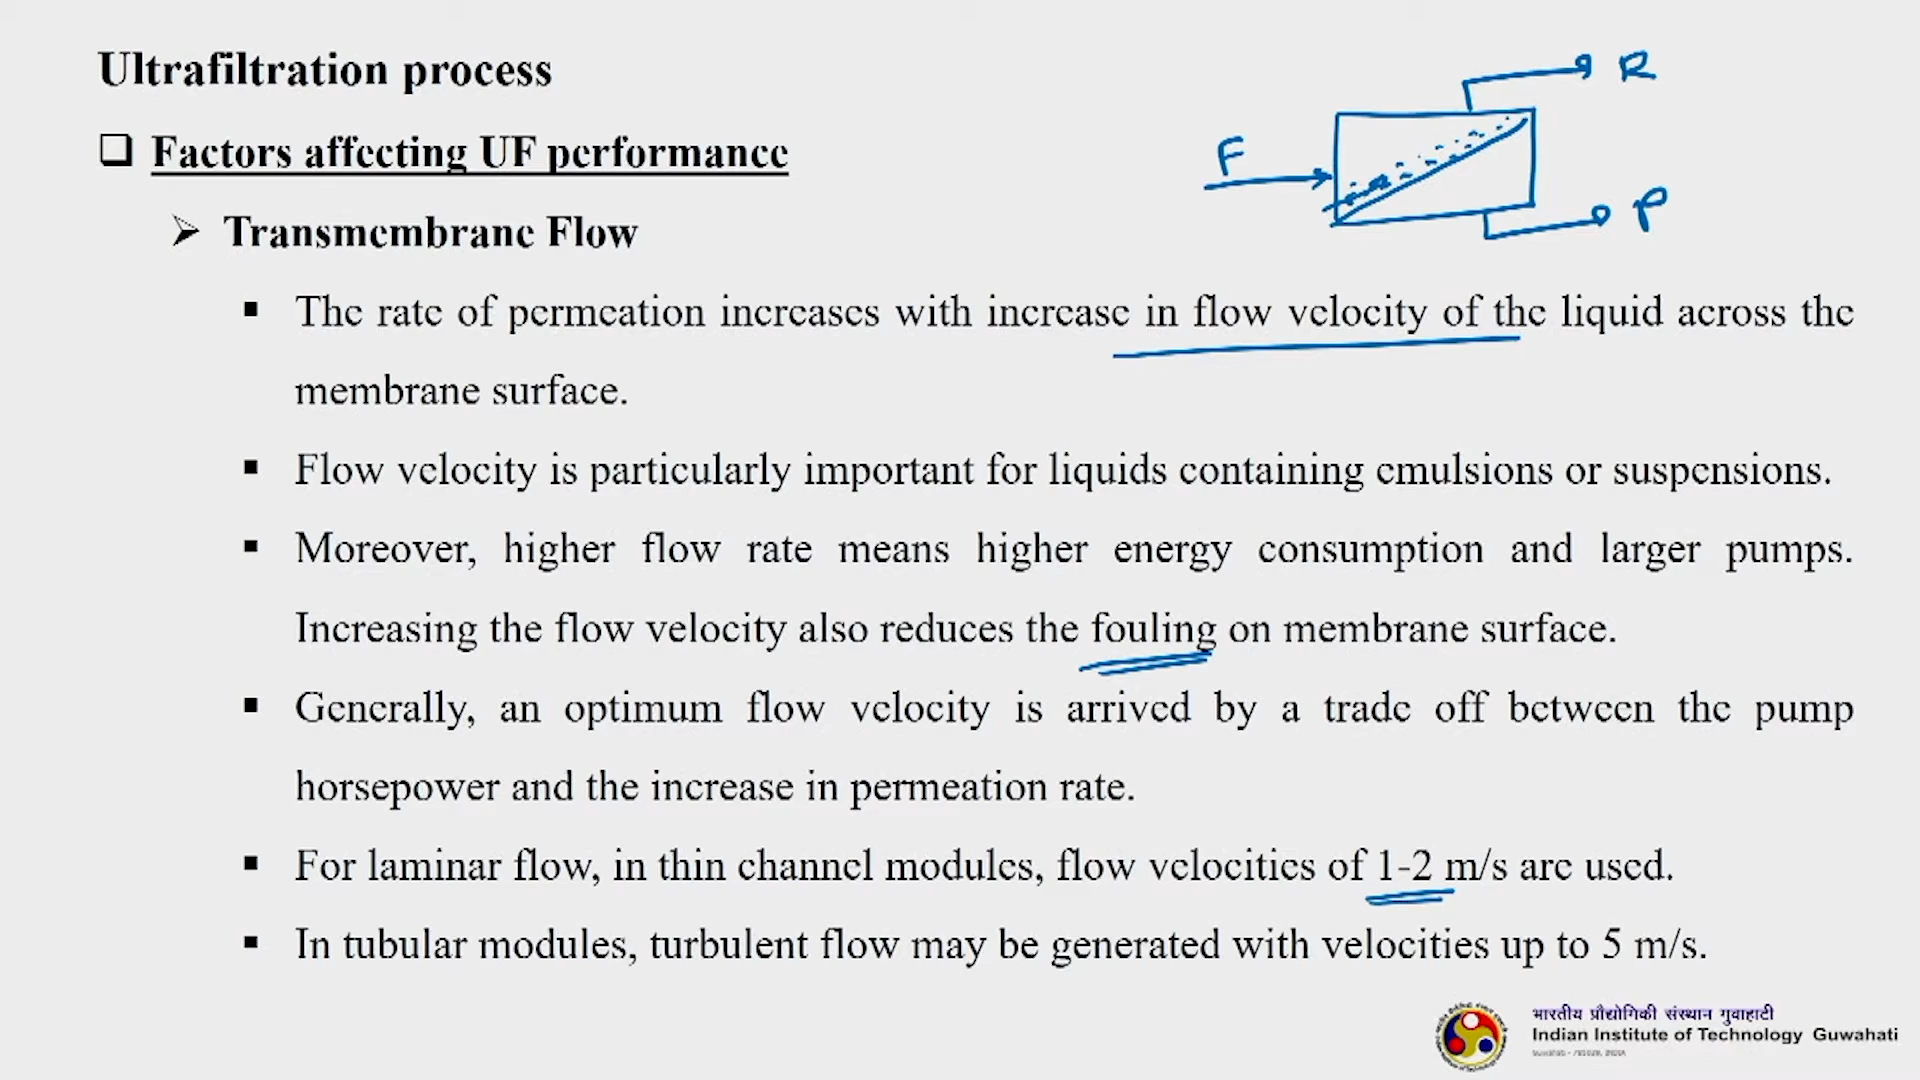 Ultrafiltration process
R
Factors affecting UF performance
F
P
Transmembrane Flow
The rate of permeation increases with increase in flow velocity of the liquid across the
membrane surface.
Flow velocity is particularly important for liquids containing emulsions or suspensions.
Moreover, higher flow rate means higher energy consumption and larger pumps.
Increasing the flow velocity also reduces the fouling on membrane surface.
Generally, an optimum flow velocity is arrived by a trade off between the pump
horsepower and the increase in permeation rate.
For laminar flow, in thin channel modules, flow velocities of 1-2 m/s are used.
In tubular modules, turbulent flow may be generated with velocities up to 5 m/s.
भारतीय प्रौद्योगिकी संस्थान गुवाहाटी
Indian Institute of Technology Guwahati